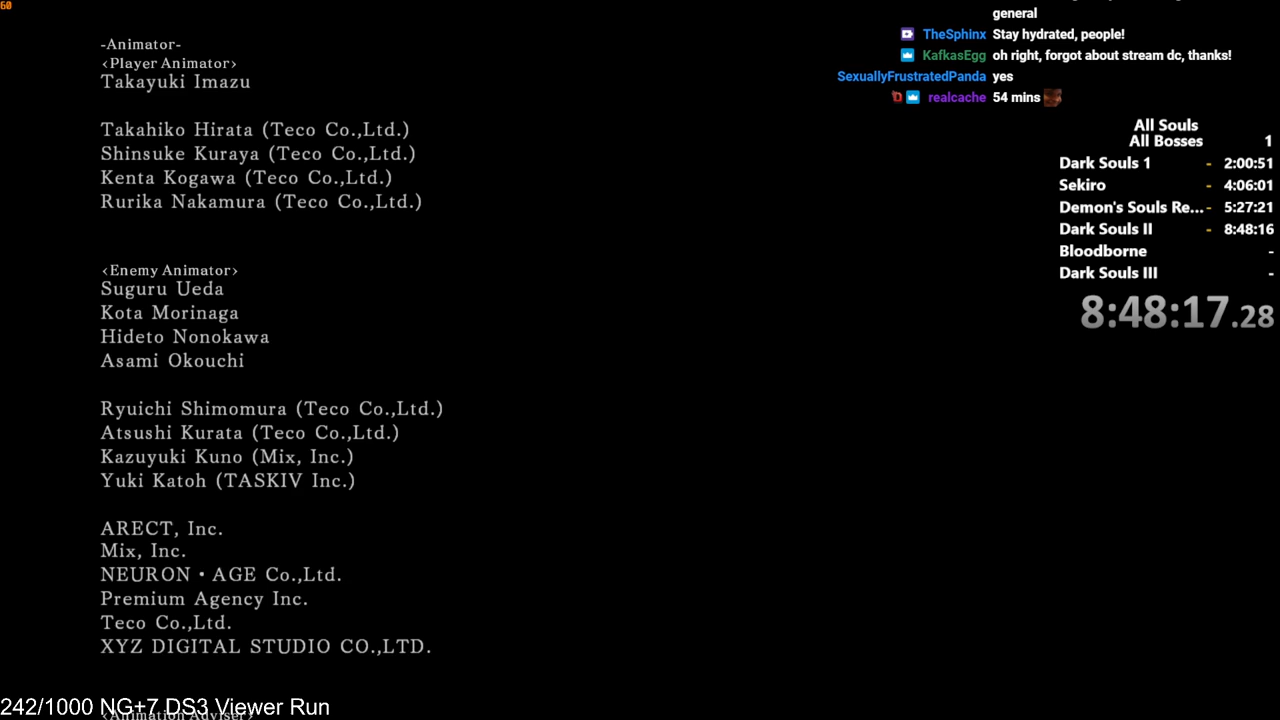 60
-Animator-
<Player Animator>
Takayuki Imazu
Takahiko Hirata (Teco Co.,Ltd.)
Shinsuke Kuraya (Teco Co.,Ltd.)
Kenta Kogawa (Teco Co.,Ltd.)
Rurika Nakamura (Teco Co.,Ltd.)
<Enemy Animator>
Suguru Ueda
Kota Morinaga
Hideto Nonokawa
Asami Okouchi
Ryuichi Shimomura (Teco Co.,Ltd.)
Atsushi Kurata (Teco Co.,Ltd.)
Kazuyuki Kuno (Mix, Inc.)
Yuki Katoh (TASKIV Inc.)
ARECT, Inc.
Mix, Inc.
NEURON・AGE Co.,Ltd.
Premium Agency Inc.
Teco Co.,Ltd.
XYZ DIGITAL STUDIO CO.,LTD.
<Animation Adviser>
242/1000 NG+7 DS3 Viewer Run
general
TheSphinx Stay hydrated, people!
KafkasEgg oh right, forgot about stream dc, thanks!
SexuallyFrustratedPanda yes
realcache 54 mins
All Souls
All Bosses 1
Dark Souls 1 - 2:00:51
Sekiro - 4:06:01
Demon's Souls Re... - 5:27:21
Dark Souls II - 8:48:16
Bloodborne -
Dark Souls III -
8:48:17.28